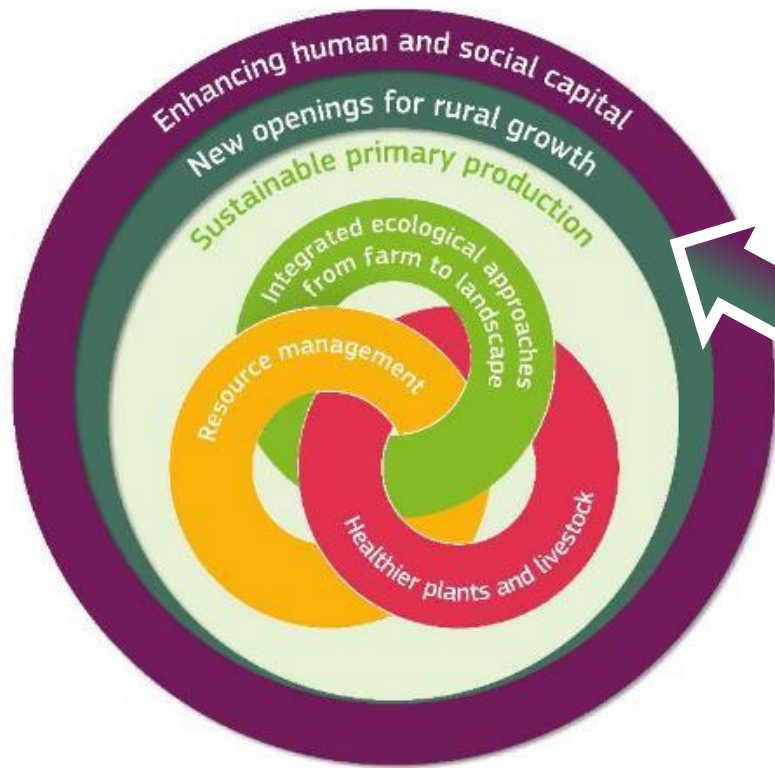 Enhancing human and social capital
New openings for rural growth
Sustainable primary production
Integrated ecological approaches
from farm to landscape
Resource management
Healthier plants and livestock